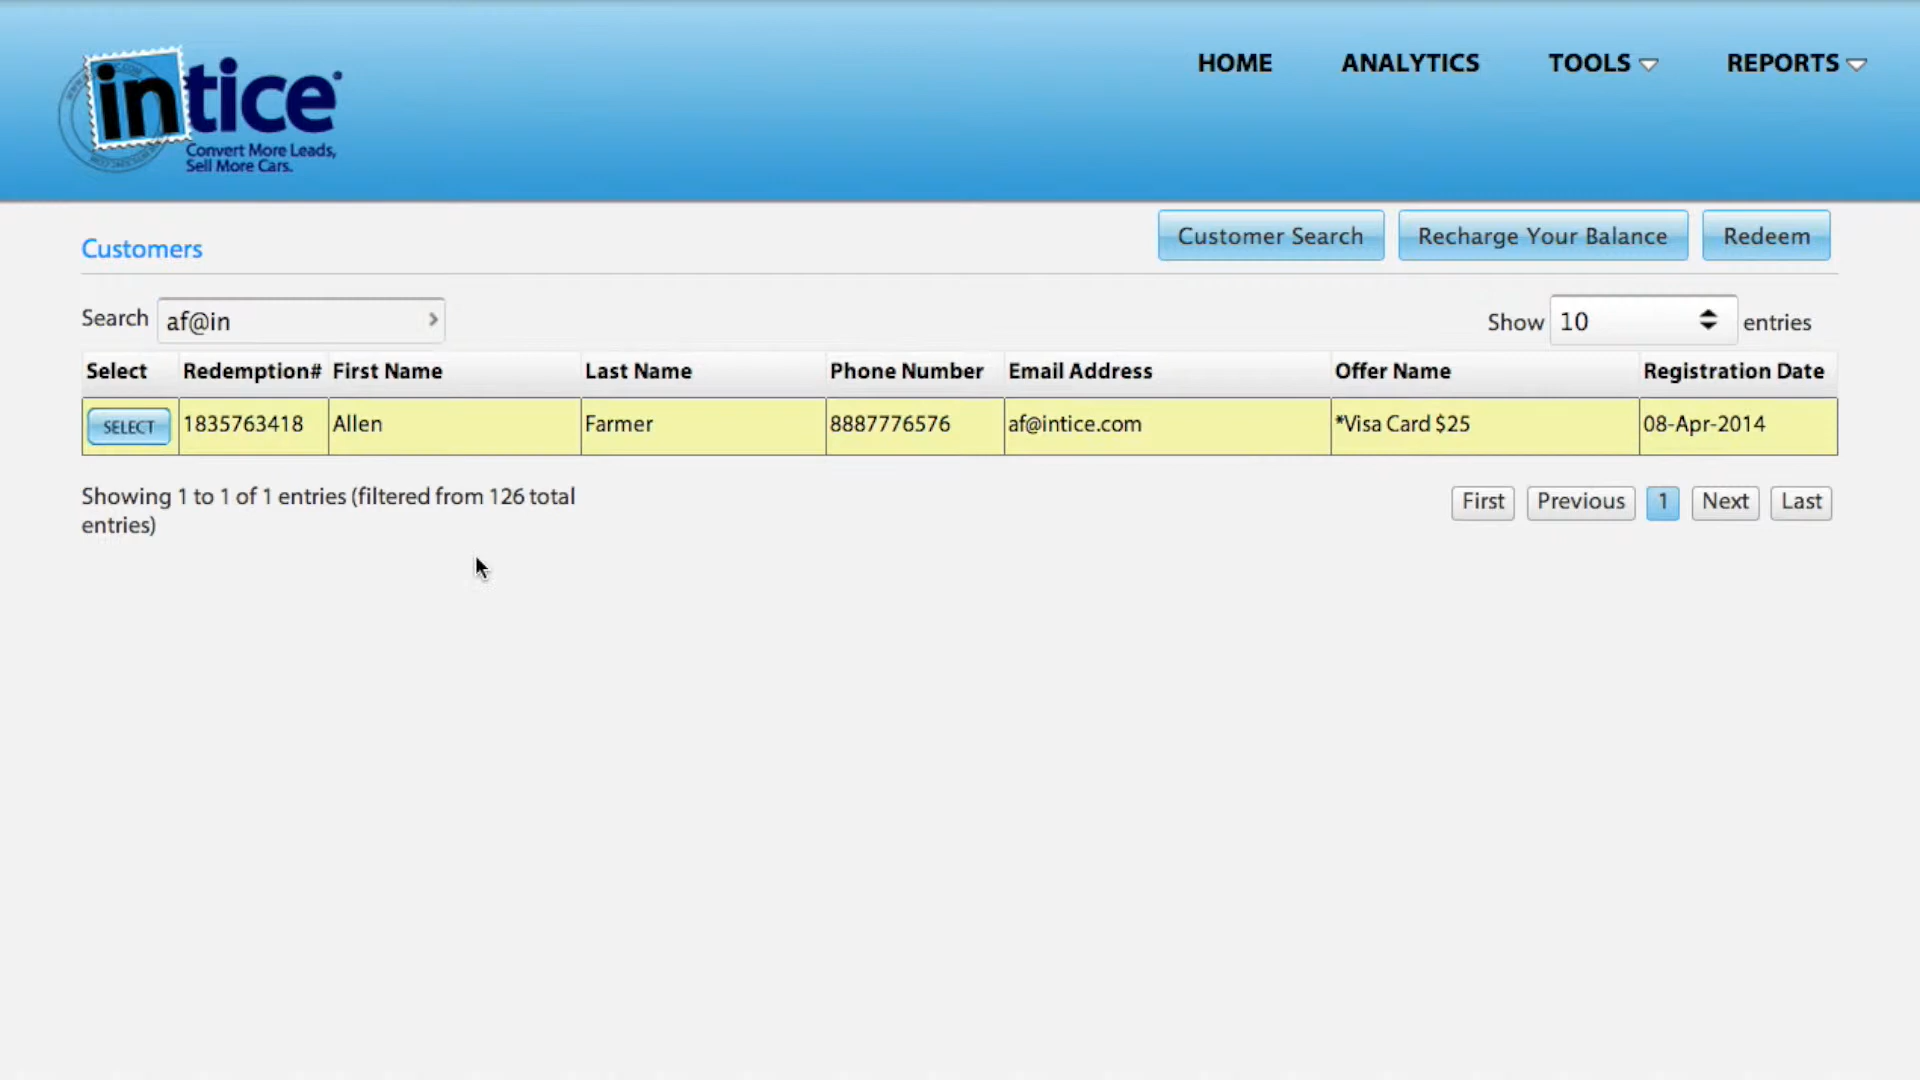 intice
Convert More Leads,
Sell More Cars.
HOME ANALYTICS TOOLS REPORTS
Customers
Customer Search Recharge Your Balance Redeem
Search af@in
Show 10 entries
Select Redemption# First Name Last Name Phone Number Email Address Offer Name Registration Date
SELECT 1835763418 Allen Farmer 8887776576 af@intice.com *Visa Card $25 08-Apr-2014
Showing 1 to 1 of 1 entries (filtered from 126 total
entries)
First Previous 1 Next Last